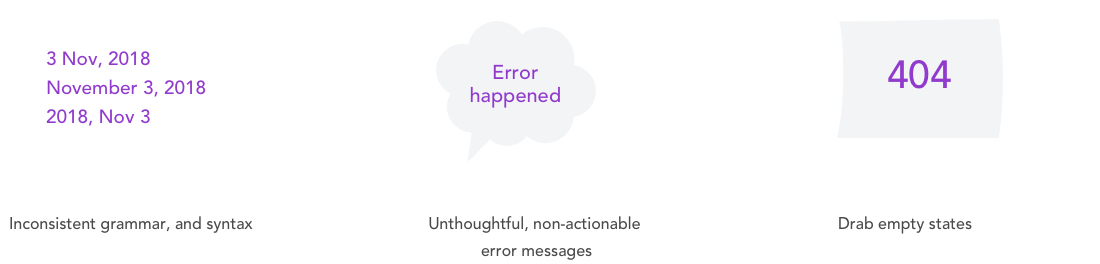 3 Nov, 2018
November 3, 2018
2018, Nov 3
Inconsistent grammar, and syntax
Error
happened
Unthoughtful, non-actionable
error messages
404
Drab empty states